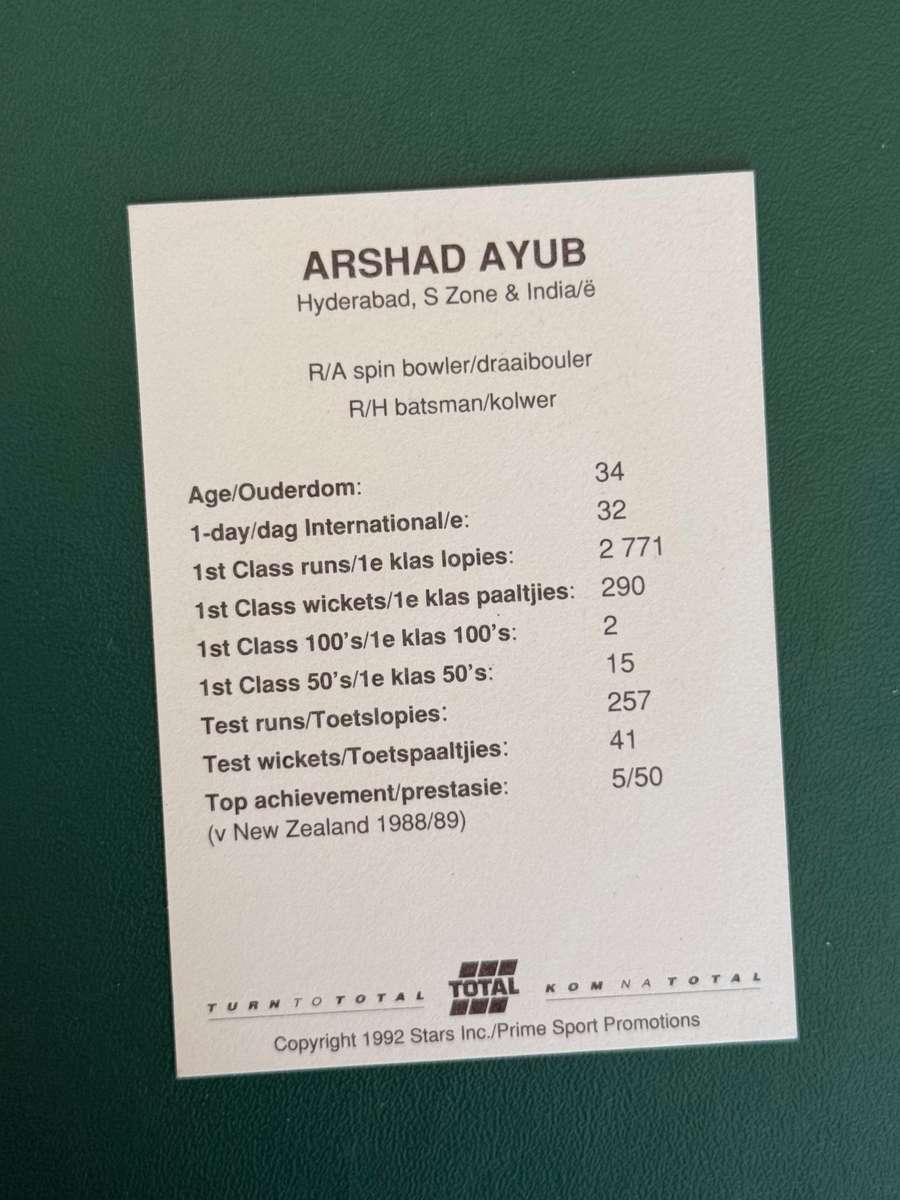 ARSHAD AYUB
Hyderabad, S Zone & India/ë
R/A spin bowler/draaibouler
R/H batsman/kolwer
Age/Ouderdom: 34
1-day/dag International/e: 32
1st Class runs/1e klas lopies: 2 771
1st Class wickets/1e klas paaltjies: 290
1st Class 100's/1e klas 100's: 2
1st Class 50's/1e klas 50's: 15
Test runs/Toetslopies: 257
Test wickets/Toetspaaltjies: 41
Top achievement/prestasie: 5/50
(v New Zealand 1988/89)
TURN TO TOTAL TOTAL KOM NA TOTAL
Copyright 1992 Stars Inc./Prime Sport Promotions